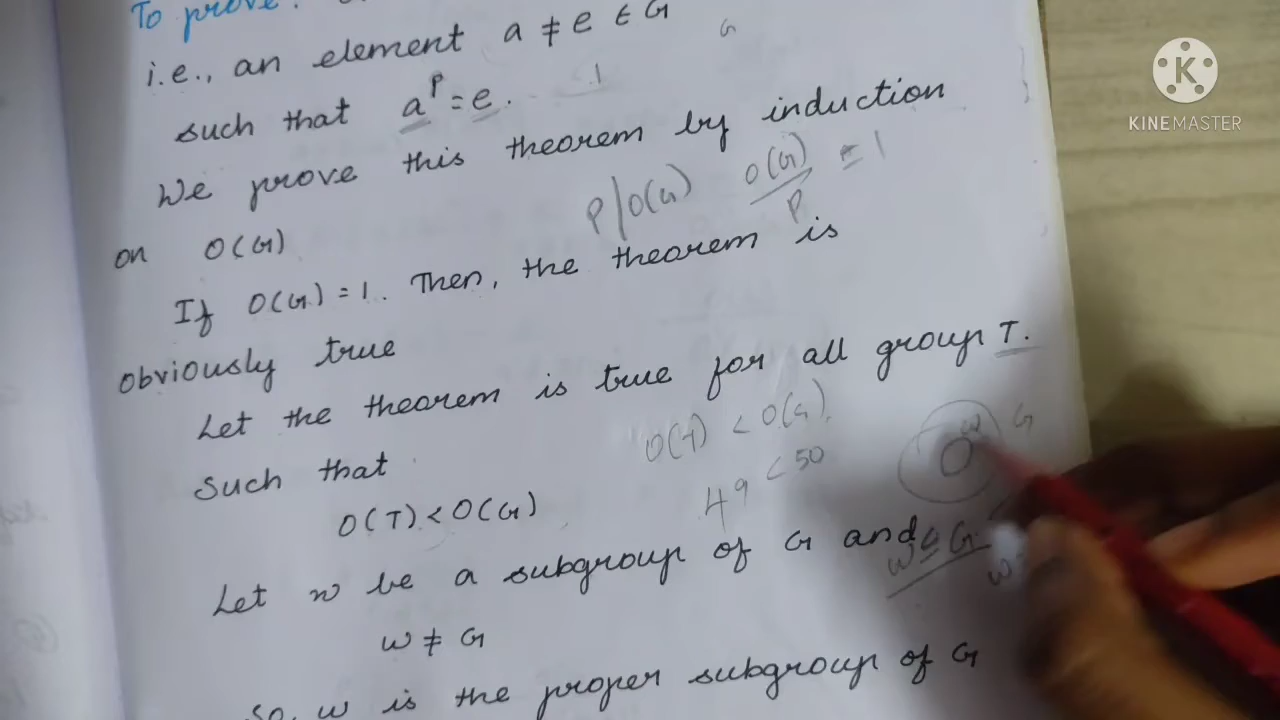 To prove:
i.e., an element a ≠ e ∈ G
G
such that a^p = e.
1
We prove this theorem by induction
on O(G)
P | O(G) O(G)/P = 1
If O(G) = 1. Then, the theorem is
obviously true
Let the theorem is true for all group T.
Such that
O(T) < O(G)
O(T) < O(G)
49 < 50
w G
Let w be a subgroup of G and
w ⊆ G
w
w ≠ G
So, w is the proper subgroup of G
K
KINEMASTER